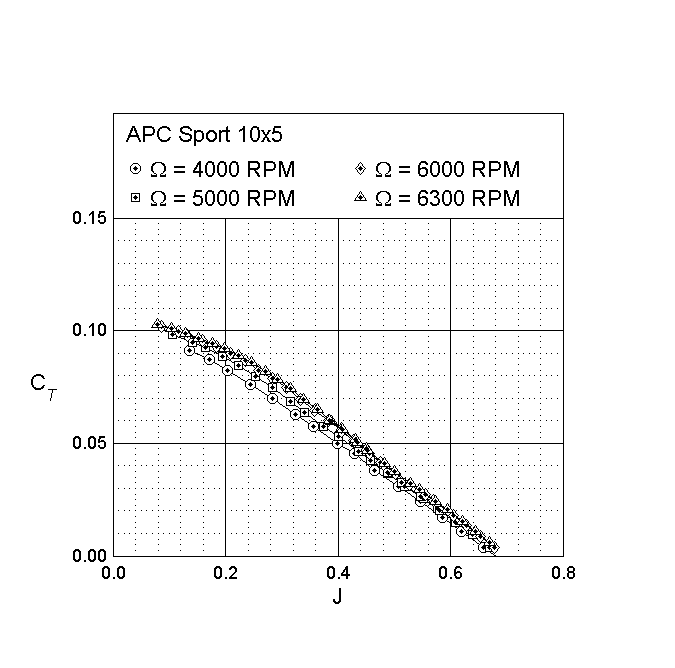 APC Sport 10x5
Ω = 4000 RPM Ω = 6000 RPM
Ω = 5000 RPM Ω = 6300 RPM
0.15
0.10
C_T
0.05
0.00
0.0 0.2 0.4 0.6 0.8
J